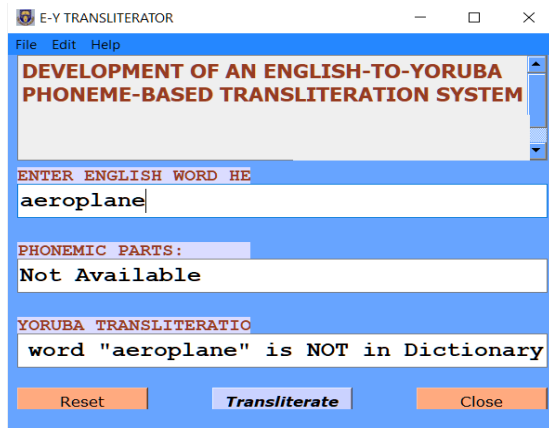 E-Y TRANSLITERATOR
File Edit Help
DEVELOPMENT OF AN ENGLISH-TO-YORUBA
PHONEME-BASED TRANSLITERATION SYSTEM
ENTER ENGLISH WORD HE
aeroplane
PHONEMIC PARTS:
Not Available
YORUBA TRANSLITERATIO
word "aeroplane" is NOT in Dictionary
Reset Transliterate Close